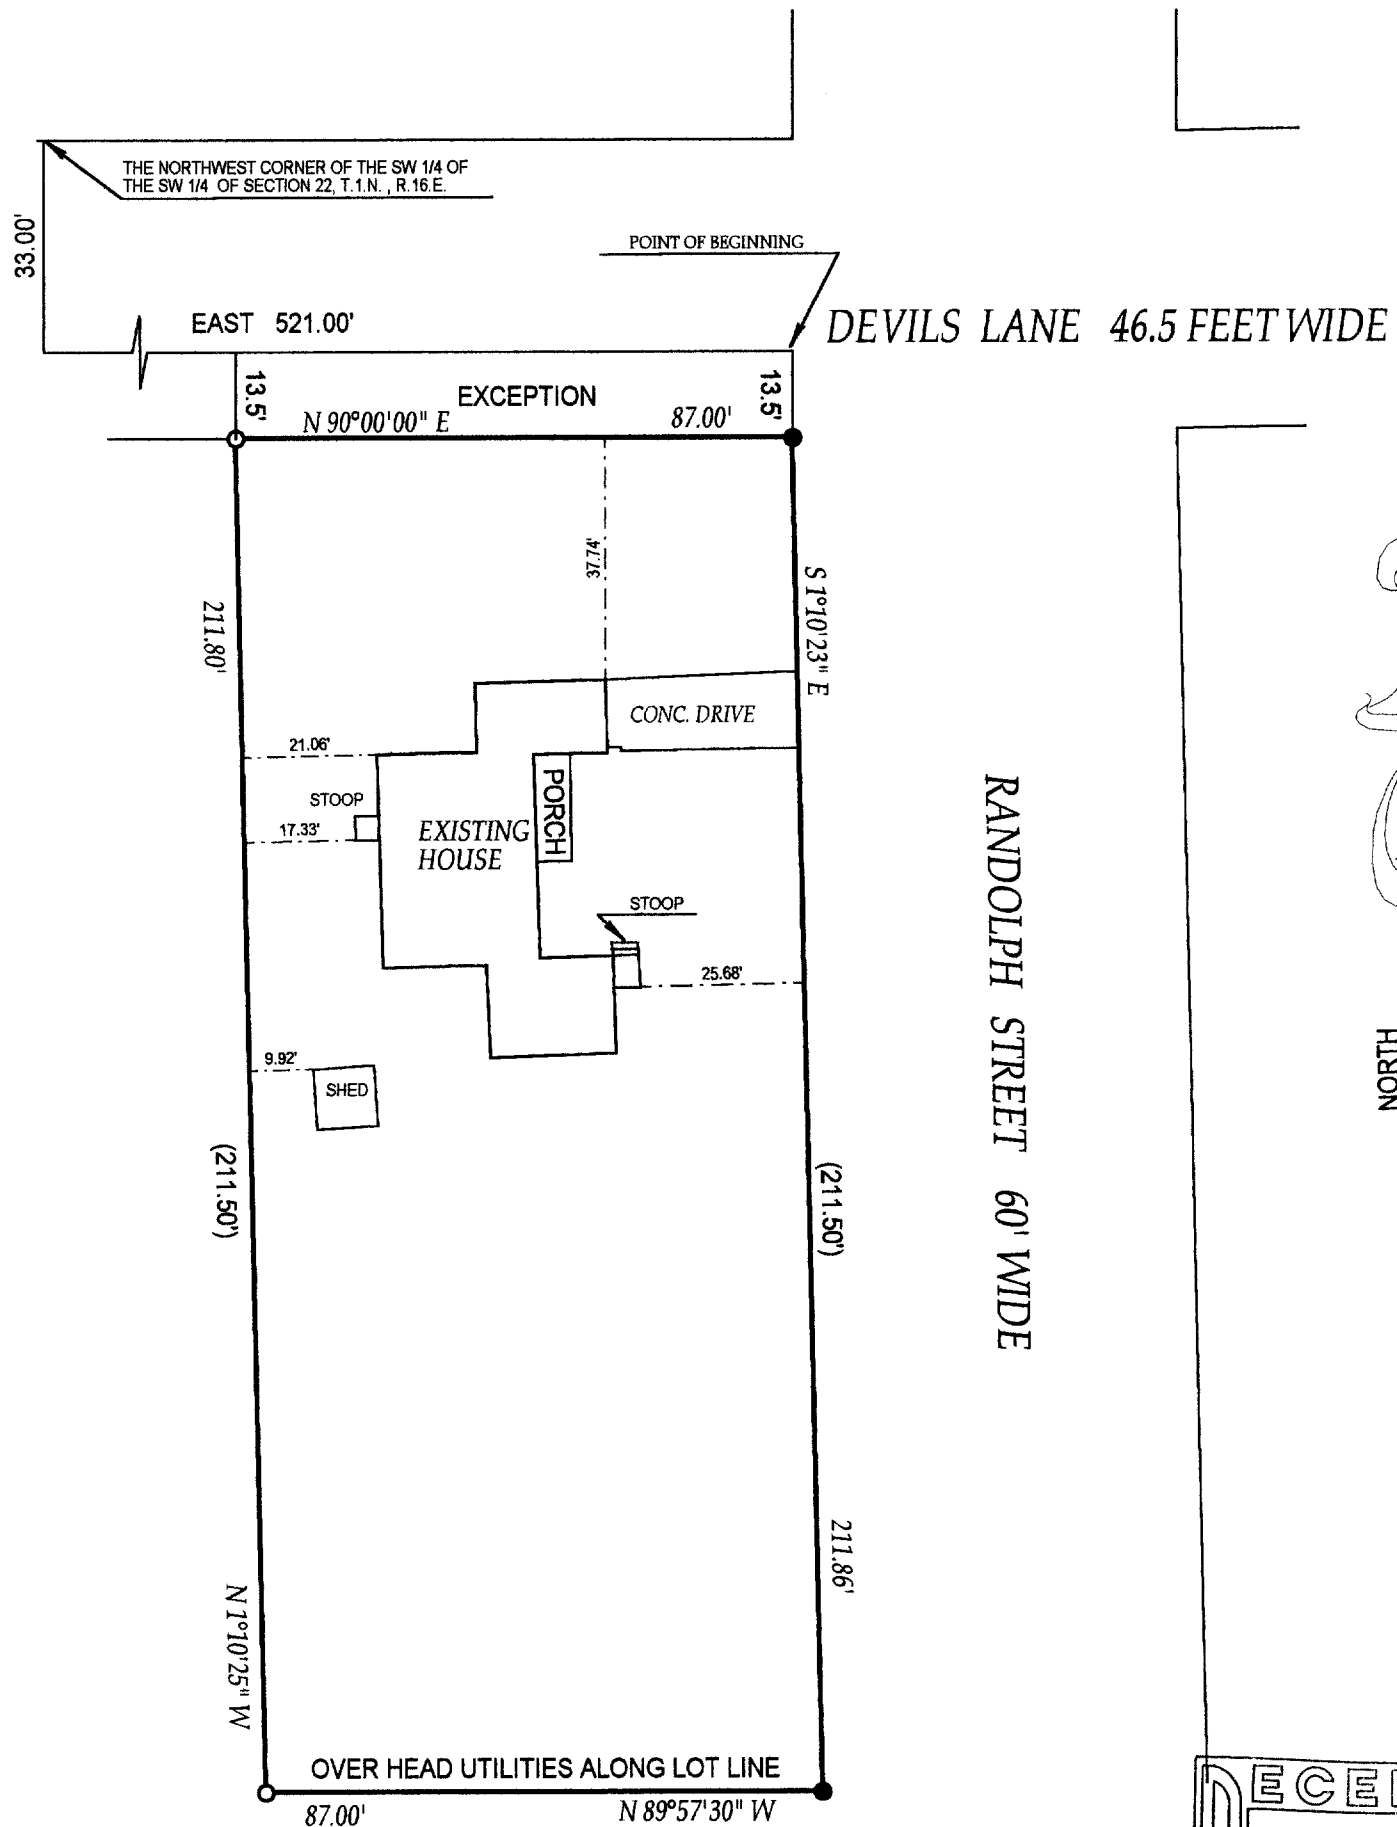 THE NORTHWEST CORNER OF THE SW 1/4 OF
THE SW 1/4 OF SECTION 22, T.1.N. , R.16.E.
33.00'
POINT OF BEGINNING
EAST 521.00'
DEVILS LANE 46.5 FEET WIDE
13.5'
EXCEPTION
13.5'
N 90°00'00" E
87.00'
37.74'
S 1°10'23" E
211.80'
CONC. DRIVE
21.06'
STOOP
PORCH
17.33'
EXISTING
HOUSE
STOOP
25.68'
RANDOLPH STREET 60' WIDE
9.92'
SHED
NORTH
(211.50')
(211.50')
211.86'
N 1°10'25" W
OVER HEAD UTILITIES ALONG LOT LINE
87.00'
N 89°57'30" W